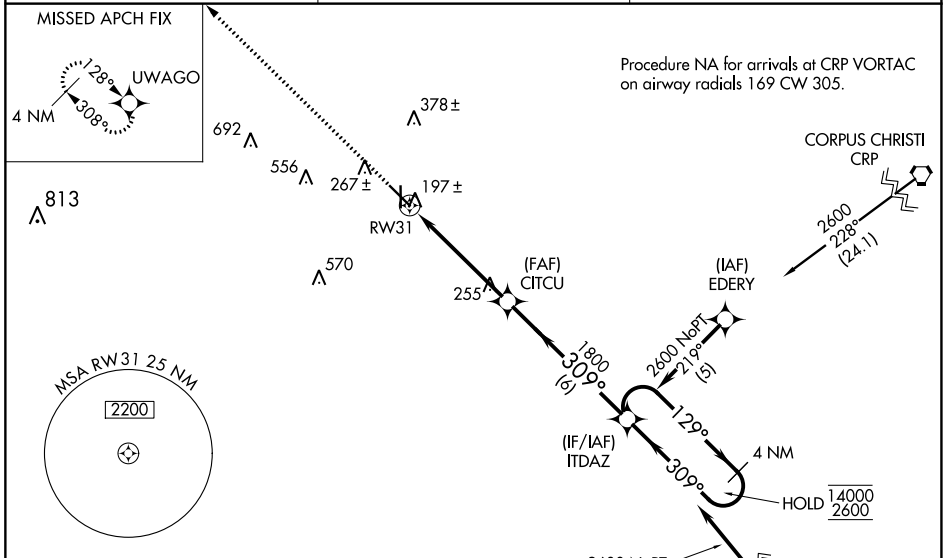 MISSED APCH FIX
128°
UWAGO
4 NM
308°
Procedure NA for arrivals at CRP VORTAC
on airway radials 169 CW 305.
378±
692
556
267±
197±
RW31
813
570
CORPUS CHRISTI
CRP
2600
228°
(24.1)
(FAF)
CITCU
255
(IAF)
EDERY
2600 NoPT
219°
(5)
1800
309°
(6)
MSA RW31 25 NM
2200
(IF/IAF)
ITDAZ
129°
309°
4 NM
HOLD
14000
2600